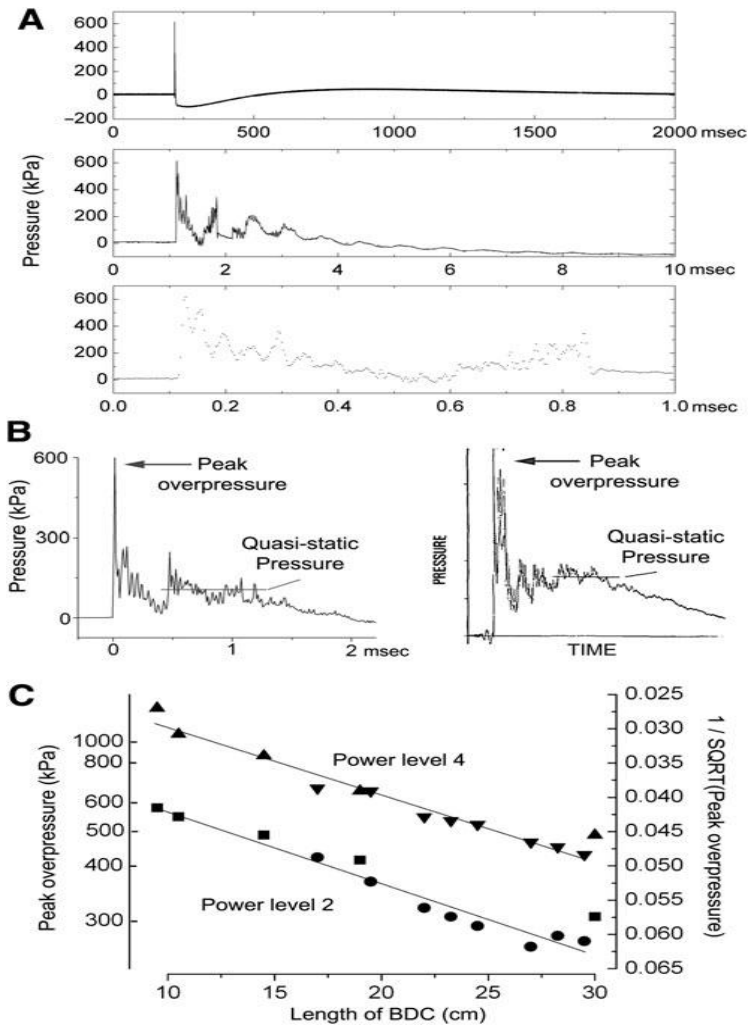 A
600
400
200
0
−200
0 500 1000 1500 2000 msec
Pressure (kPa)
600
400
200
0
0 2 4 6 8 10 msec
600
400
200
0
0.0 0.2 0.4 0.6 0.8 1.0
msec
B
600
300
0
Pressure (kPa)
Peak
overpressure
Quasi-static
Pressure
0 1 2 msec
PRESSURE
Peak
overpressure
Quasi-static
Pressure
TIME
C
Peak overpressure (kPa)
1000
800
600
500
400
300
Power level 4
Power level 2
0.025
0.030
0.035
0.040
0.045
0.050
0.055
0.060
0.065
1 / SQRT(Peak overpressure)
10 15 20 25 30
Length of BDC (cm)